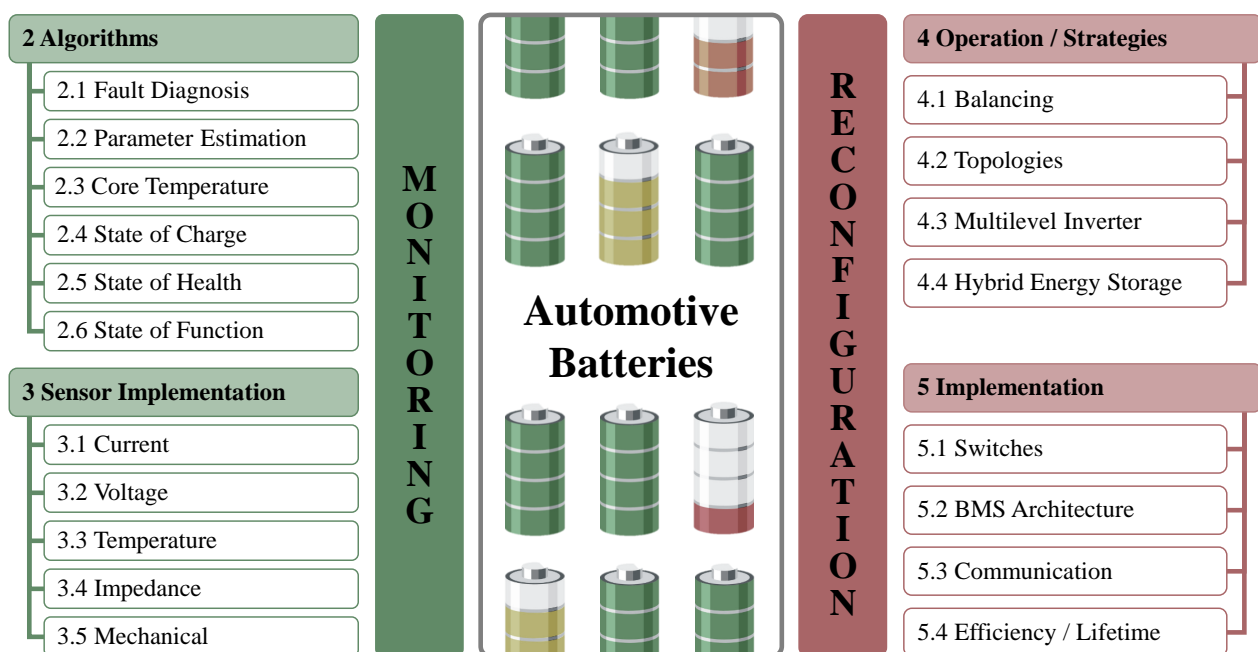 2 Algorithms
2.1 Fault Diagnosis
2.2 Parameter Estimation
2.3 Core Temperature
2.4 State of Charge
2.5 State of Health
2.6 State of Function
3 Sensor Implementation
3.1 Current
3.2 Voltage
3.3 Temperature
3.4 Impedance
3.5 Mechanical
MONITORING
Automotive
Batteries
RECONFIGURATION
4 Operation / Strategies
4.1 Balancing
4.2 Topologies
4.3 Multilevel Inverter
4.4 Hybrid Energy Storage
5 Implementation
5.1 Switches
5.2 BMS Architecture
5.3 Communication
5.4 Efficiency / Lifetime